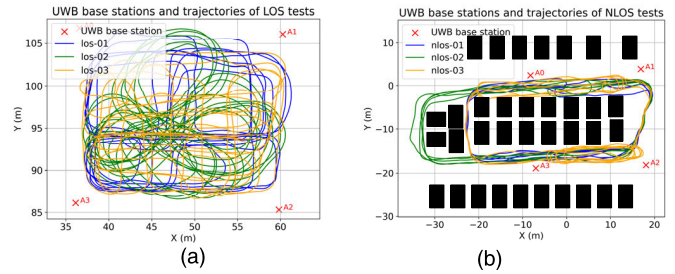 UWB base stations and trajectories of LOS tests
UWB base station
los-01
los-02
los-03
A1
A2
A3
105
100
95
90
85
35
40
45
50
55
60
X (m)
Y (m)
(a)
UWB base stations and trajectories of NLOS tests
UWB base station
nlos-01
nlos-02
nlos-03
A0
A1
A2
A3
10
0
−10
−20
−30
−30
−20
−10
0
10
20
X (m)
Y (m)
(b)